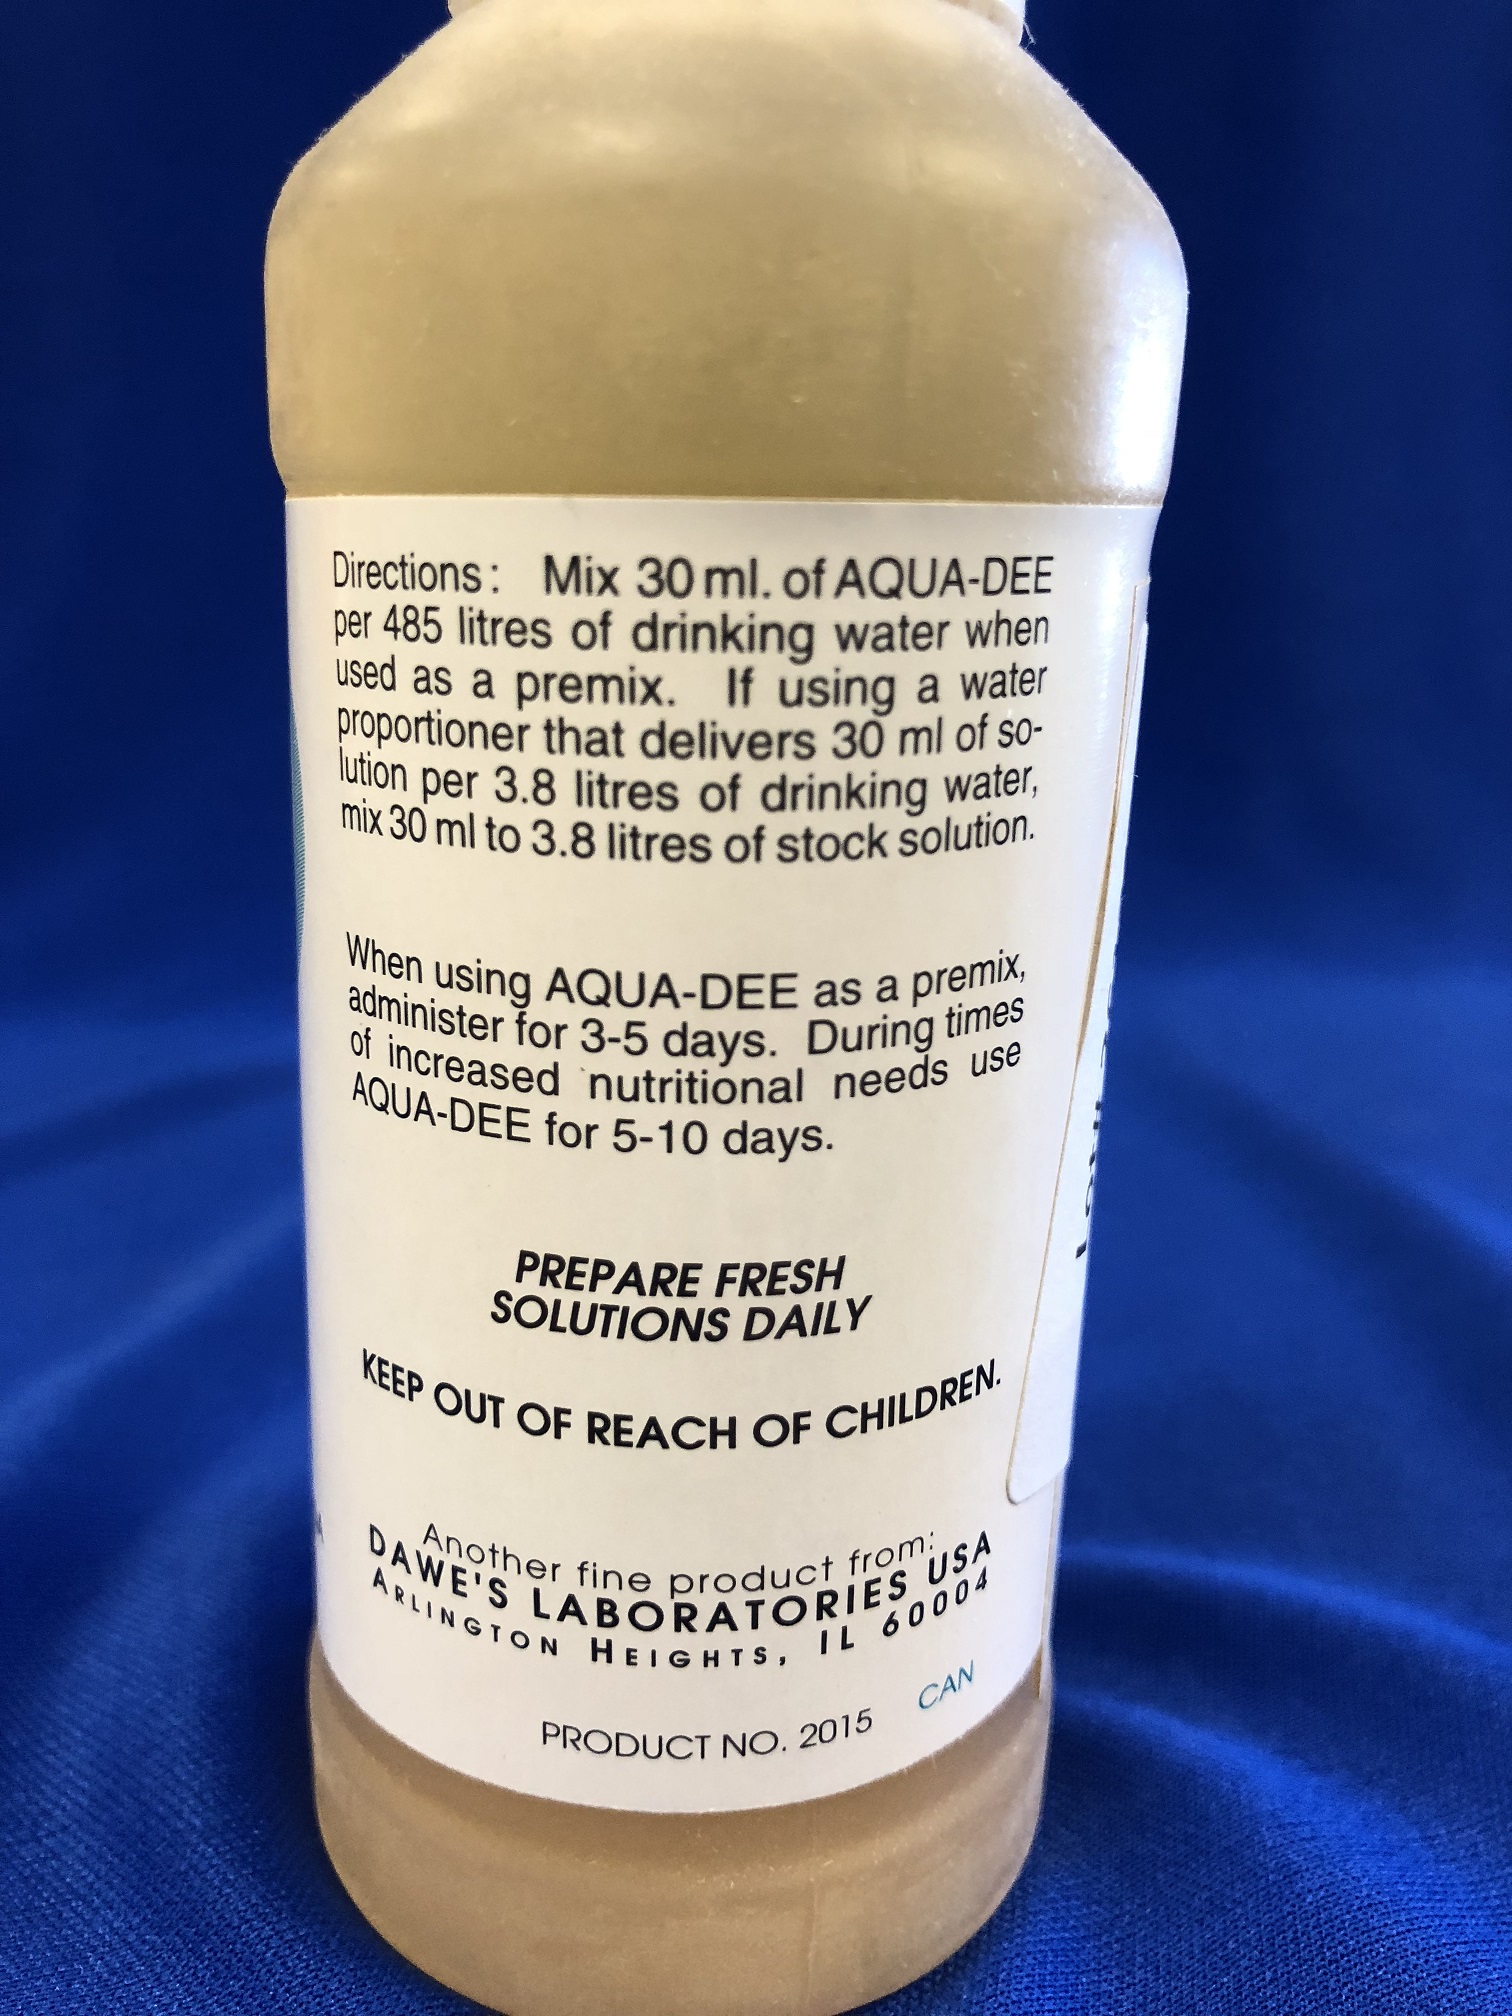 Directions: Mix 30 ml. of AQUA-DEE
per 485 litres of drinking water when
used as a premix. If using a water
proportioner that delivers 30 ml of so-
lution per 3.8 litres of drinking water,
mix 30 ml to 3.8 litres of stock solution.
When using AQUA-DEE as a premix,
administer for 3-5 days. During times
of increased nutritional needs use
AQUA-DEE for 5-10 days.
PREPARE FRESH
SOLUTIONS DAILY
KEEP OUT OF REACH OF CHILDREN.
Another fine product from:
DAWE'S LABORATORIES USA
ARLINGTON HEIGHTS, IL 60004
CAN
PRODUCT NO. 2015